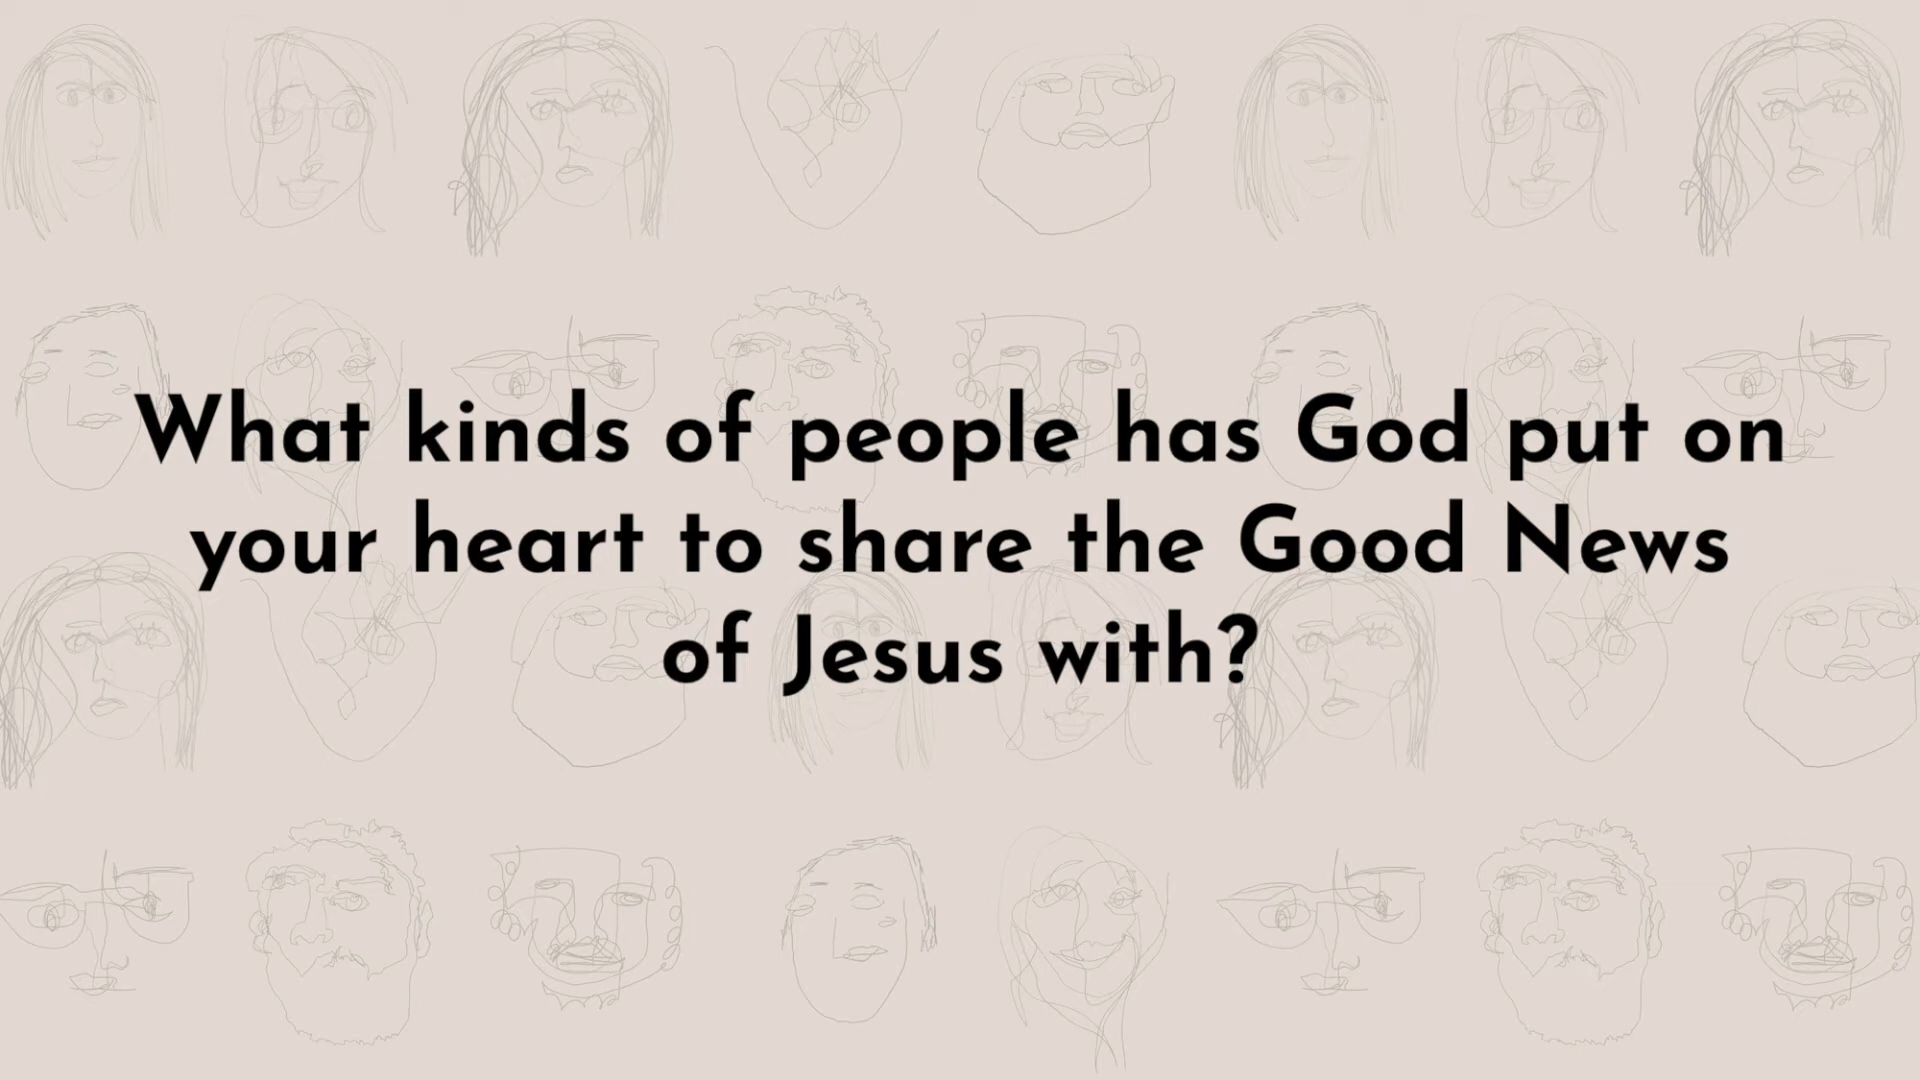 What kinds of people has God put on
your heart to share the Good News
of Jesus with?